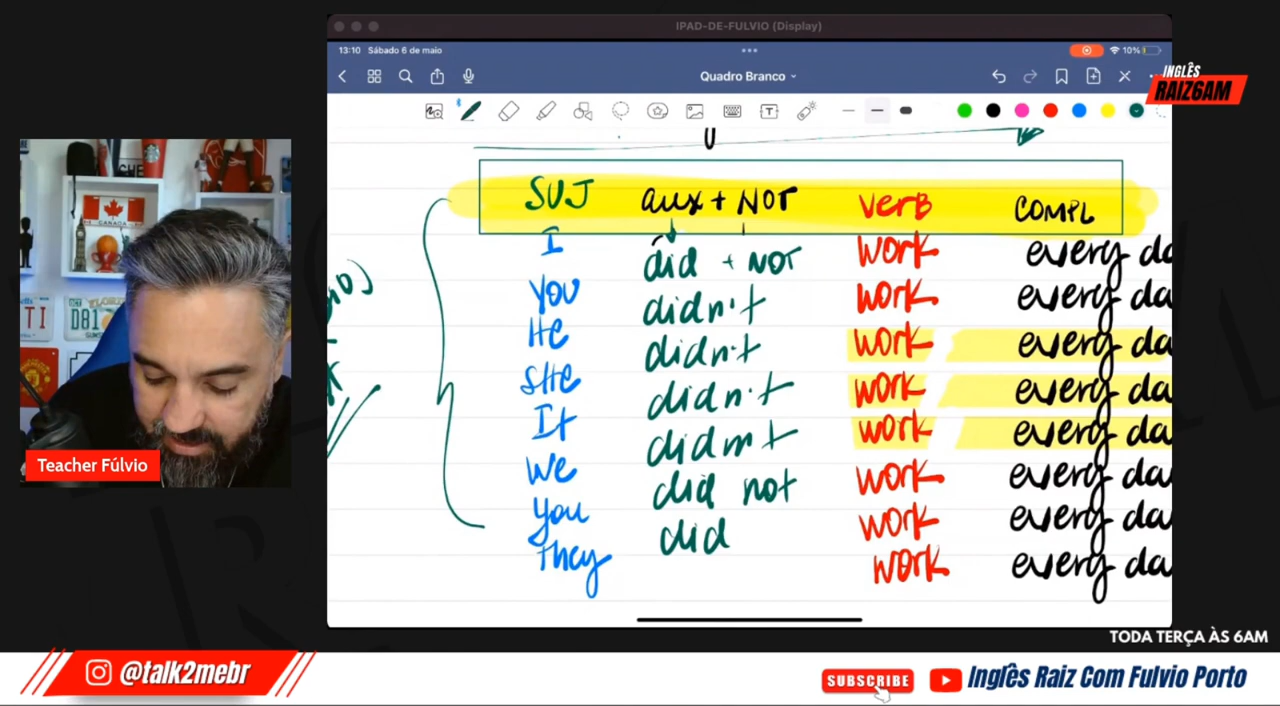 IPAD-DE-FULVIO (Display)
13:10 Sábado 6 de maio
10%
Quadro Branco
INGLÊS
RAIZ6AM
SUJ aux + NOT verB COMPL
I did + NOT work every da
You didn't work every da
He didn't work every da
SHe didn't work every da
It didnt work every da
We did not work every da
you did work every da
they work every da
CANADA
DB1
Teacher Fúlvio
TODA TERÇA ÀS 6AM
@talk2mebr
SUBSCRIBE
Inglês Raiz Com Fulvio Porto